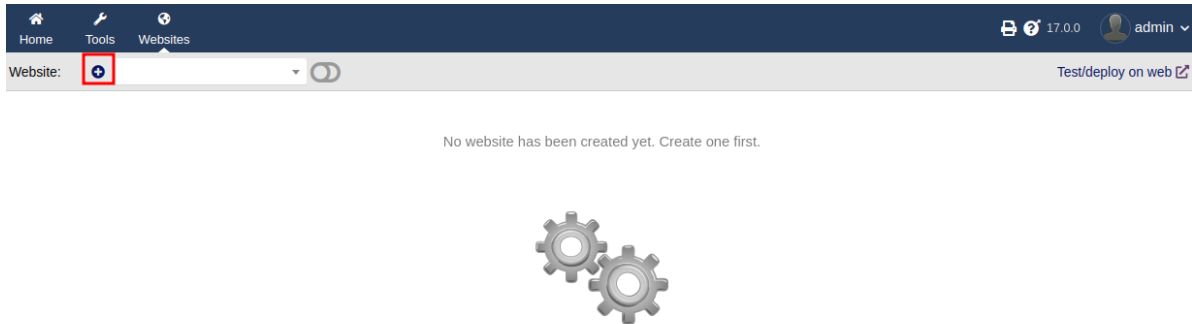 Home Tools Websites 17.0.0 admin
Website: Test/deploy on web
No website has been created yet. Create one first.